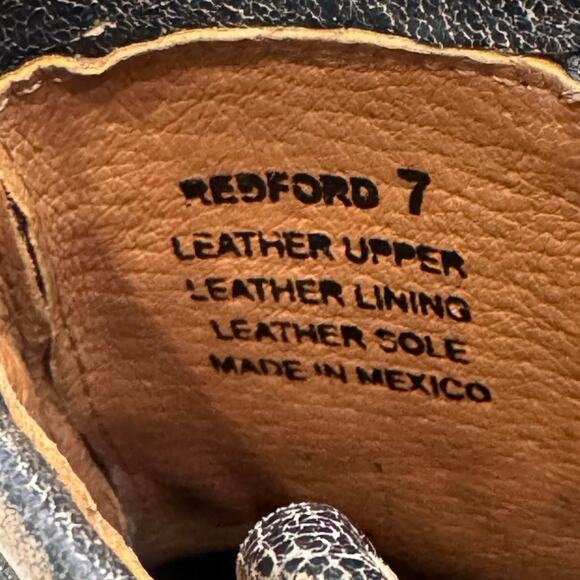 REDFORD 7
LEATHER UPPER
LEATHER LINING
LEATHER SOLE
MADE IN MEXICO